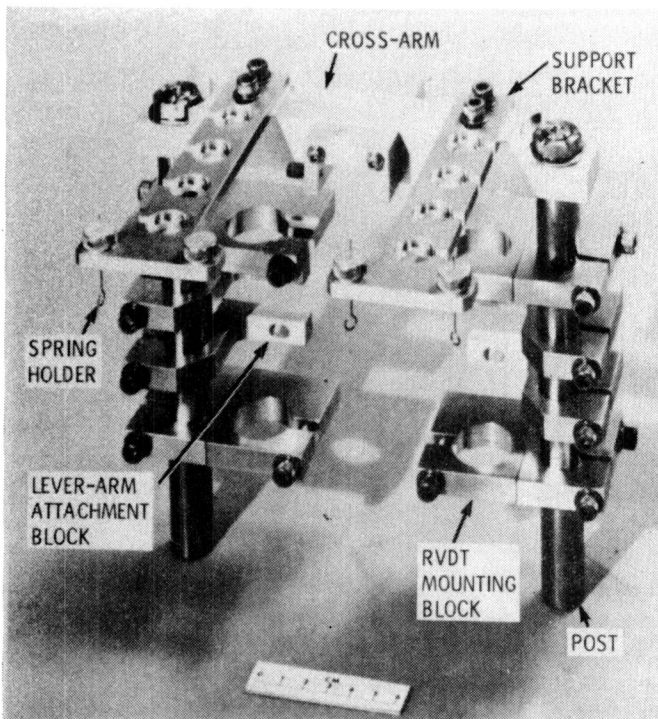 CROSS-ARM
SUPPORT
BRACKET
SPRING
HOLDER
LEVER-ARM
ATTACHMENT
BLOCK
RVDT
MOUNTING
BLOCK
POST